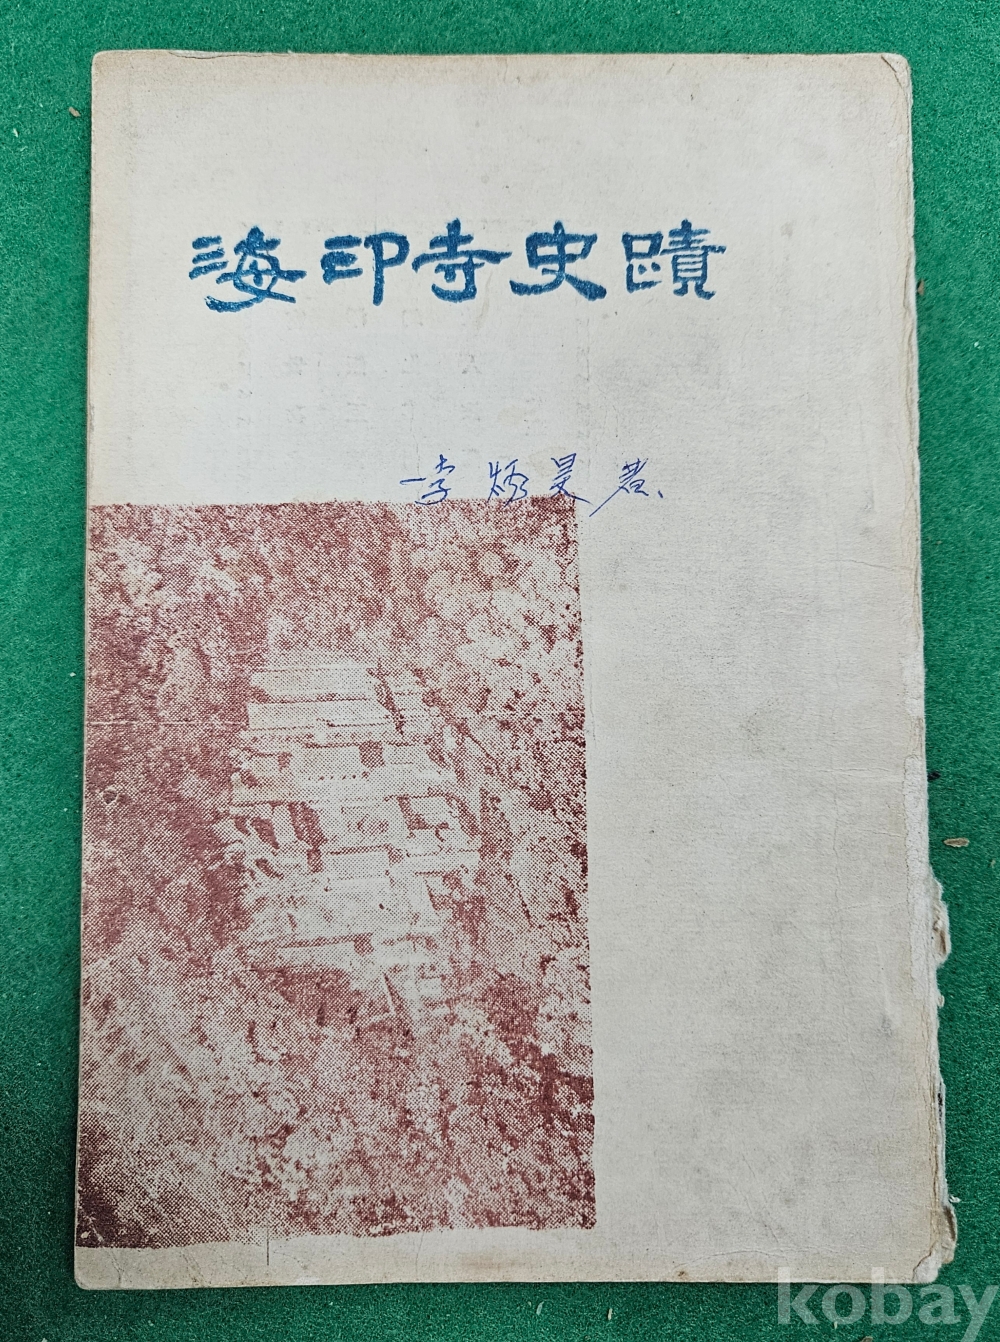 海印寺史蹟
李 炳 昊 著
kobay